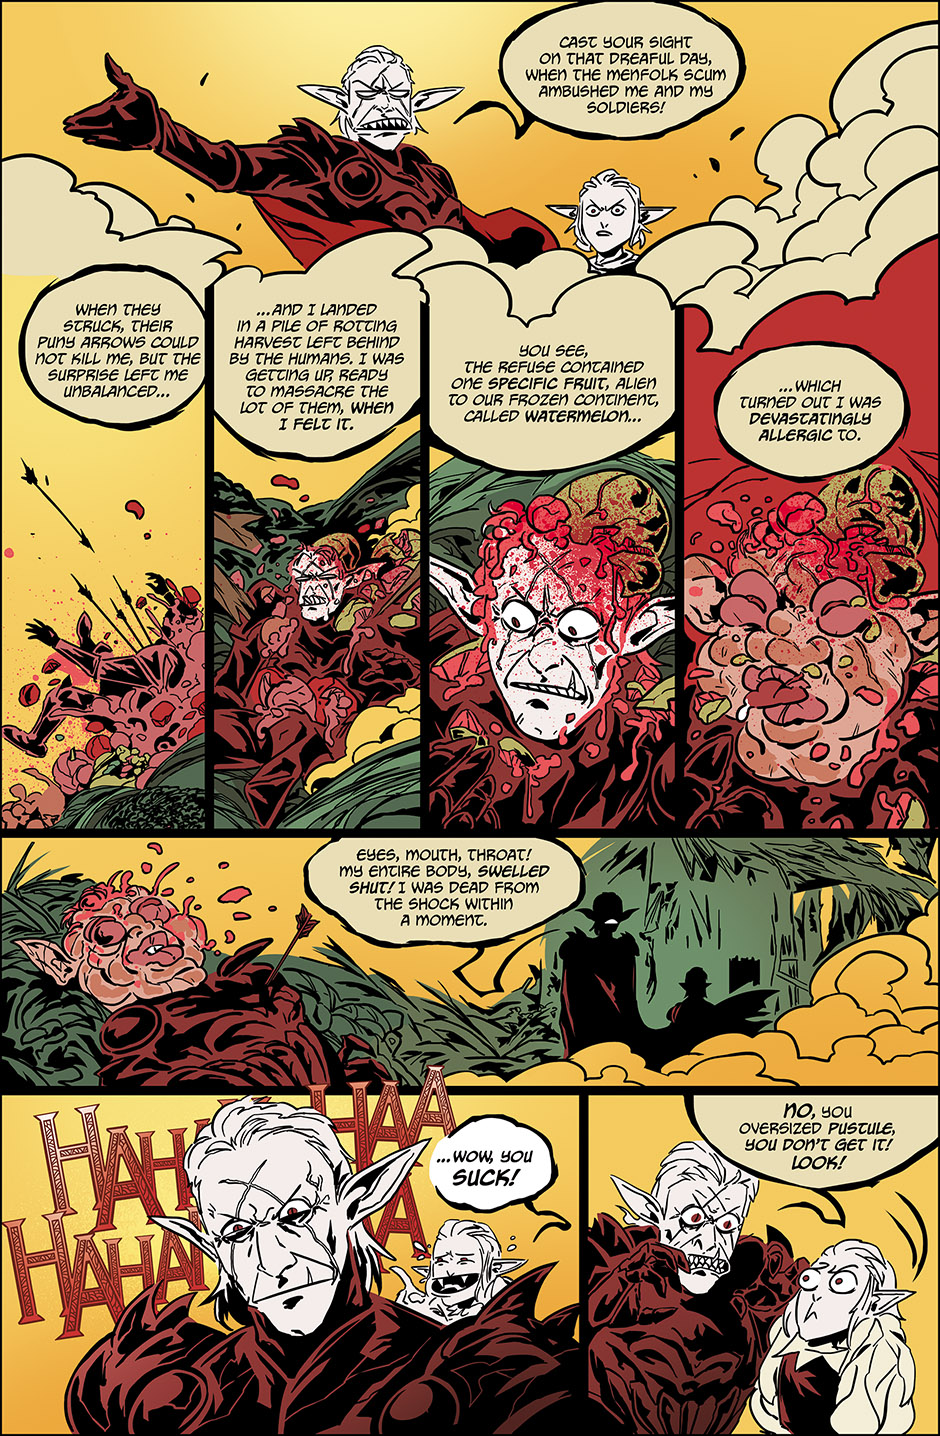 CAST YOUR SIGHT
ON THAT DREAFUL DAY,
WHEN THE MENFOLK SCUM
AMBUSHED ME AND MY
SOLDIERS!
WHEN THEY
STRUCK, THEIR
PUNY ARROWS COULD
NOT KILL ME, BUT THE
SURPRISE LEFT ME
UNBALANCED...
...AND I LANDED
IN A PILE OF ROTTING
HARVEST LEFT BEHIND
BY THE HUMANS. I WAS
GETTING UP, READY
TO MASSACRE THE
LOT OF THEM, WHEN
I FELT IT.
YOU SEE,
THE REFUSE CONTAINED
ONE SPECIFIC FRUIT, ALIEN
TO OUR FROZEN CONTINENT,
CALLED WATERMELON...
...WHICH
TURNED OUT I WAS
DEVASTATINGLY
ALLERGIC TO.
EYES, MOUTH, THROAT!
MY ENTIRE BODY, SWELLED
SHUT! I WAS DEAD FROM
THE SHOCK WITHIN
A MOMENT.
...WOW, YOU
SUCK!
NO, YOU
OVERSIZED PUSTULE,
YOU DON'T GET IT!
LOOK!